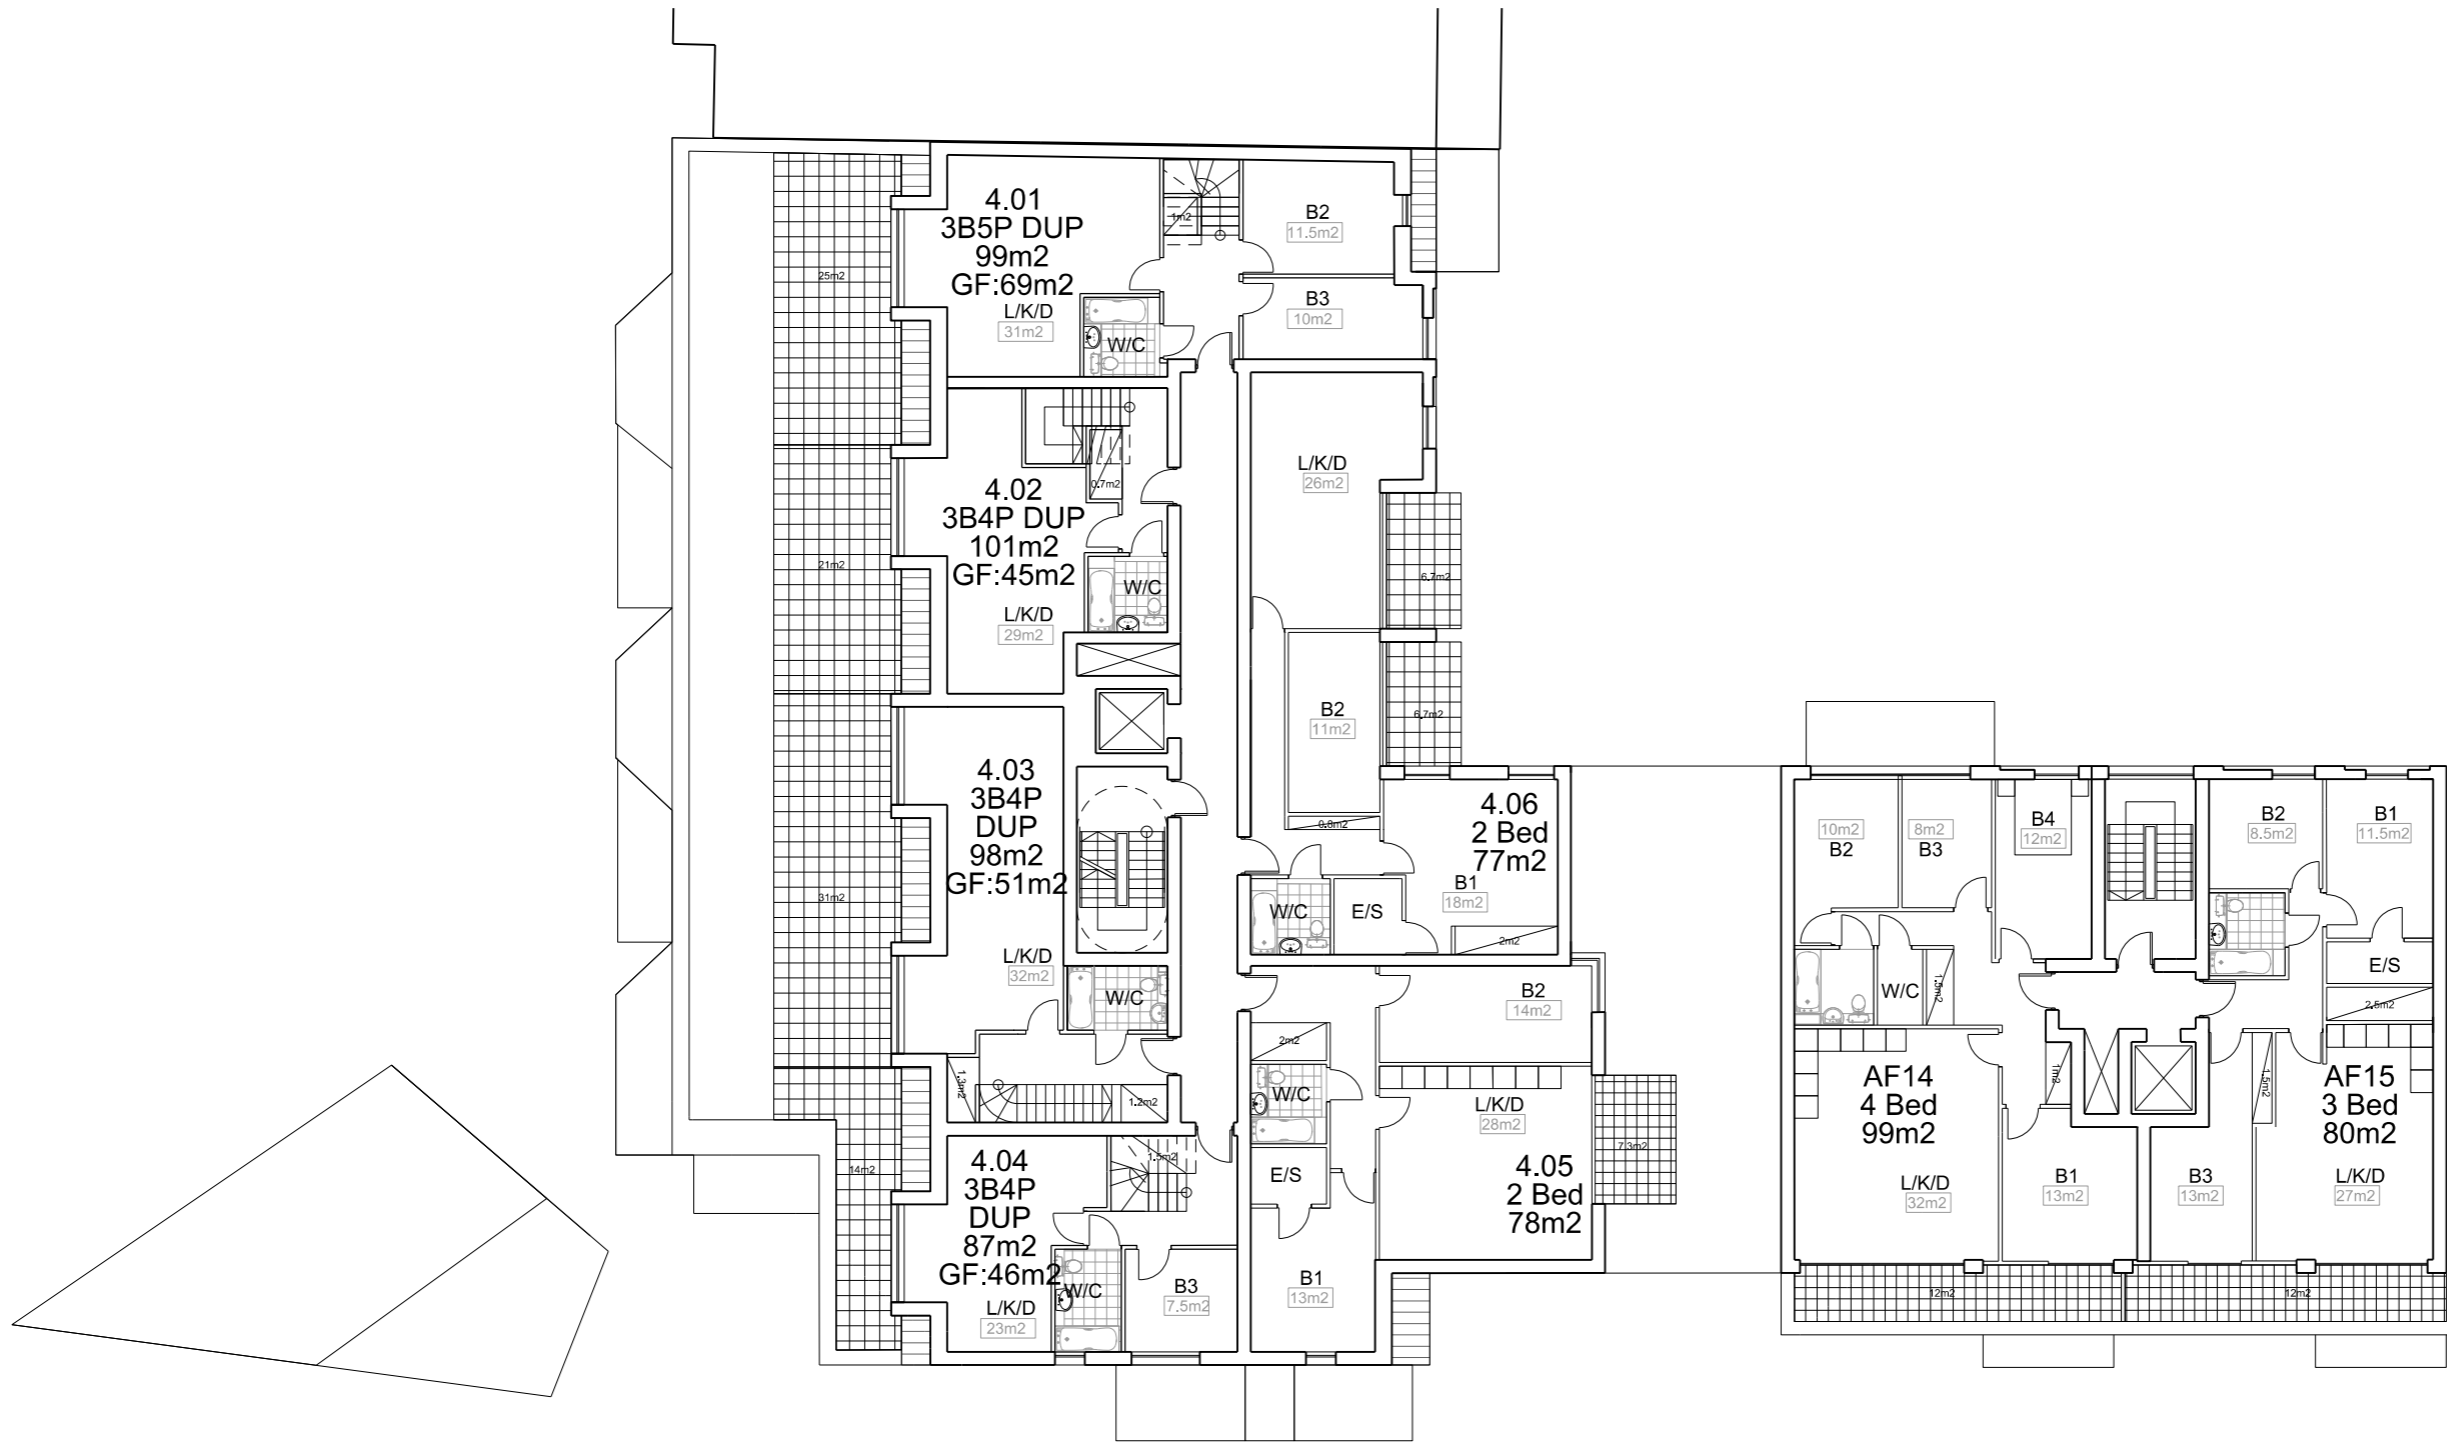 4.01
3B5P DUP
99m2
GF:69m2
L/K/D
31m2
25m2
1m2
W/C
B2
11.5m2
B3
10m2
4.02
3B4P DUP
101m2
GF:45m2
L/K/D
29m2
21m2
0.7m2
W/C
L/K/D
26m2
6.7m2
B2
11m2
6.7m2
0.8m2
4.06
2 Bed
77m2
B1
18m2
W/C
E/S
2m2
4.03
3B4P
DUP
98m2
GF:51m2
L/K/D
32m2
31m2
W/C
1.3m2
1.2m2
B2
14m2
2m2
W/C
L/K/D
28m2
7.3m2
E/S
4.05
2 Bed
78m2
B1
13m2
4.04
3B4P
DUP
87m2
GF:46m2
L/K/D
23m2
14m2
1.5m2
W/C
B3
7.5m2
10m2
B2
8m2
B3
B4
12m2
W/C
1.5m2
AF14
4 Bed
99m2
L/K/D
32m2
1m2
B1
13m2
12m2
B2
8.5m2
B1
11.5m2
E/S
2.5m2
1.5m2
AF15
3 Bed
80m2
B3
13m2
L/K/D
27m2
12m2